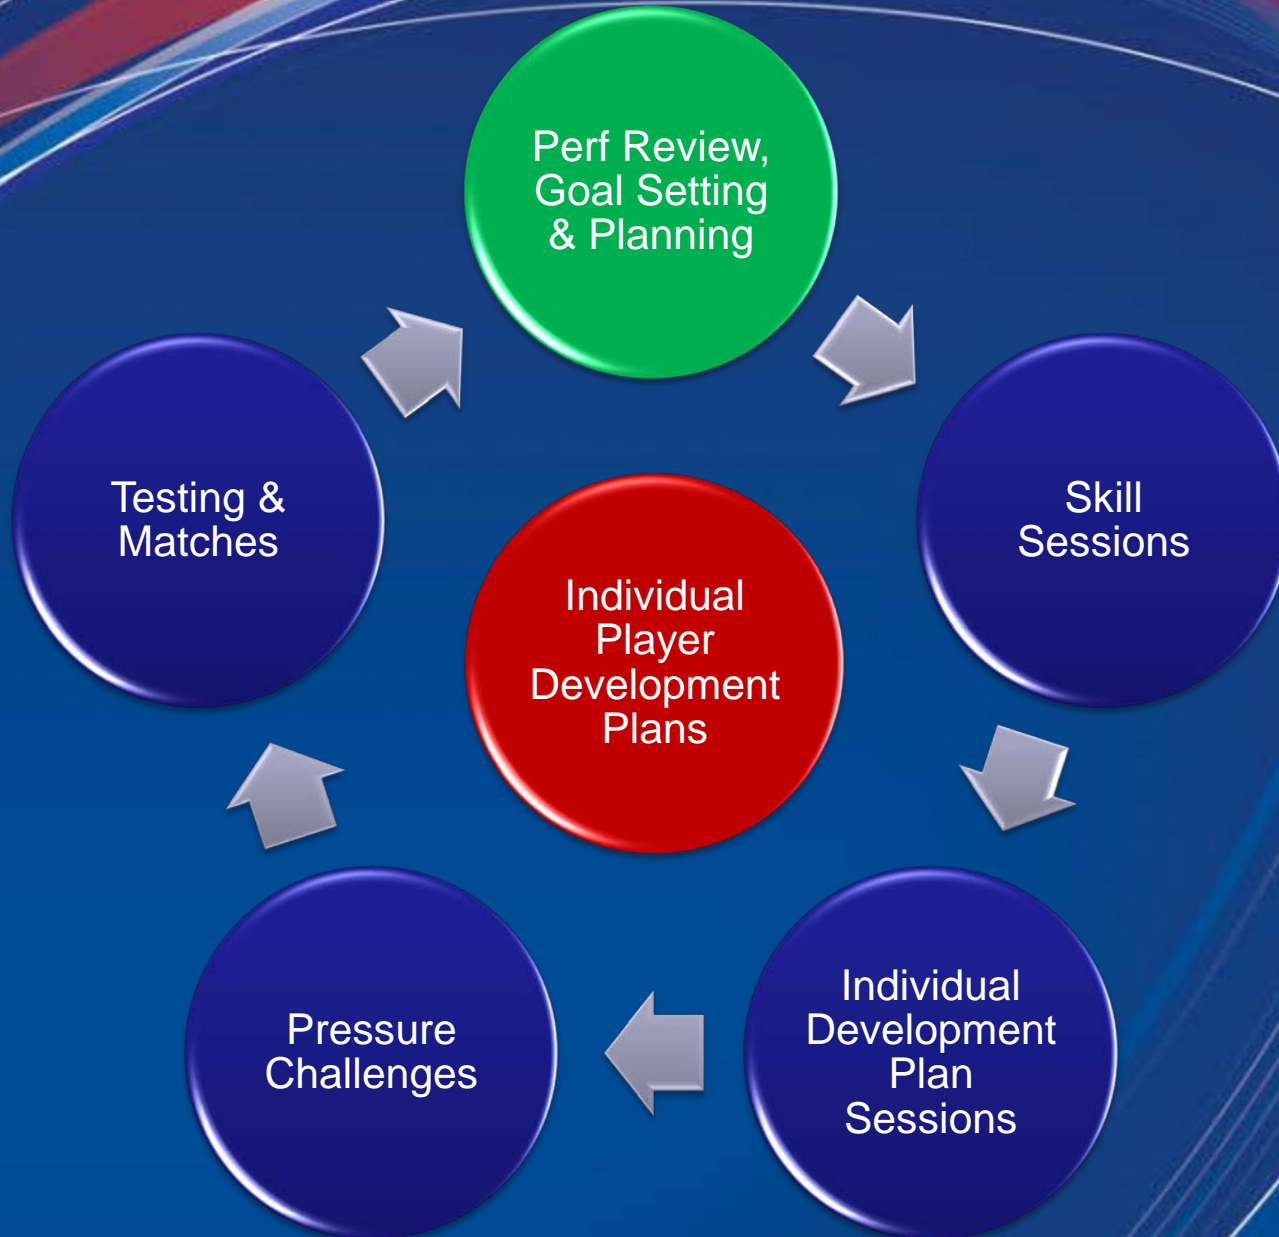 Perf Review,
Goal Setting
& Planning
Skill
Sessions
Individual
Development
Plan
Sessions
Pressure
Challenges
Testing &
Matches
Individual
Player
Development
Plans